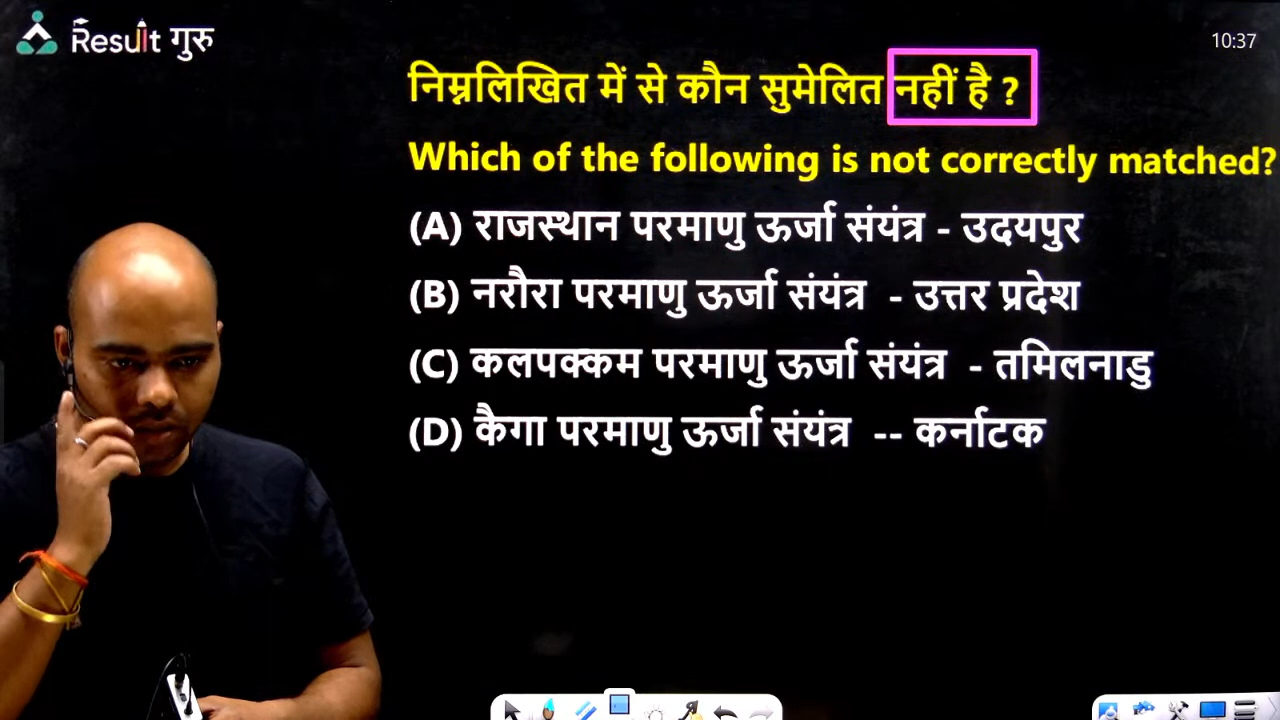 Result गुरु
10:37
निम्नलिखित में से कौन सुमेलित नहीं है ?
Which of the following is not correctly matched?
(A) राजस्थान परमाणु ऊर्जा संयंत्र - उदयपुर
(B) नरौरा परमाणु ऊर्जा संयंत्र - उत्तर प्रदेश
(C) कलपक्कम परमाणु ऊर्जा संयंत्र - तमिलनाडु
(D) कैगा परमाणु ऊर्जा संयंत्र -- कर्नाटक